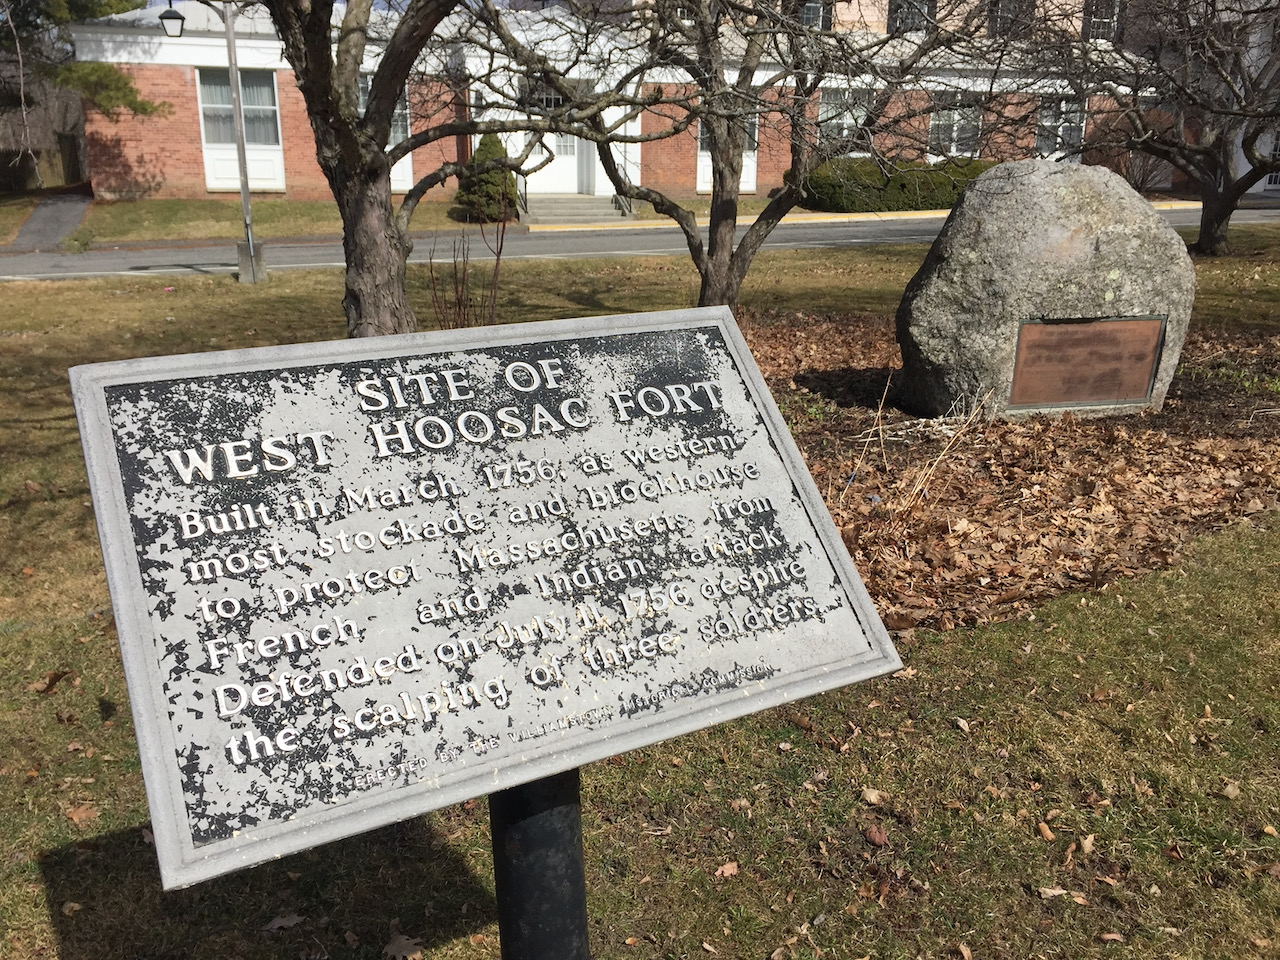 SITE OF
WEST HOOSAC FORT
Built in March, 1756, as western-
most stockade and blockhouse
to protect Massachusetts from
French and Indian attack.
Defended on July 11, 1756 despite
the scalping of three soldiers.
ERECTED BY THE WILLIAMSTOWN HISTORICAL COMMISSION